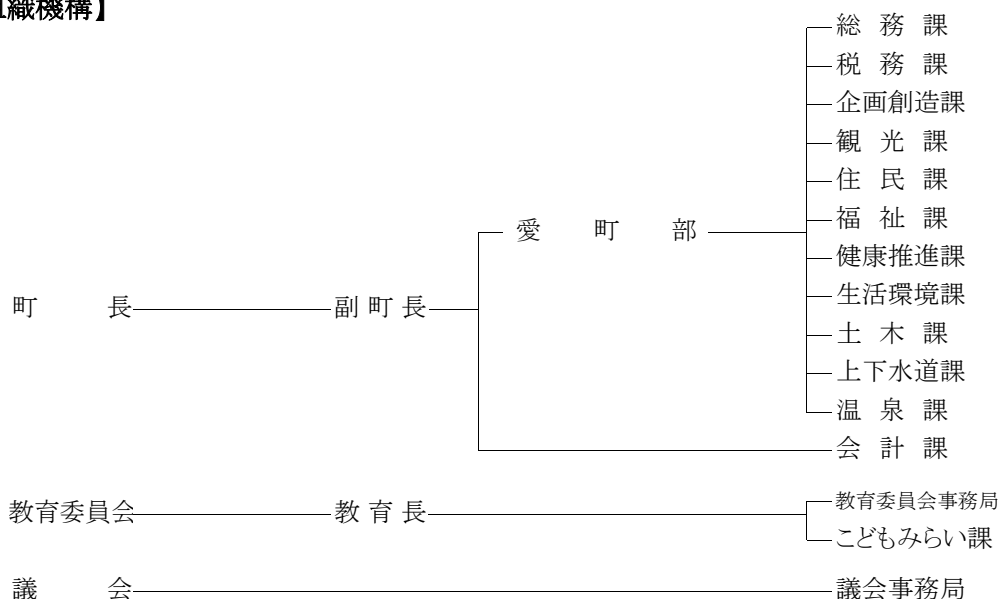 織機構】
総務課
税務課
企画創造課
観光課
住民課
福祉課
愛町部
健康推進課
生活環境課
町長
副町長
土木課
上下水道課
温泉課
会計課
教育委員会
教育長
教育委員会事務局
こどもみらい課
議会
議会事務局